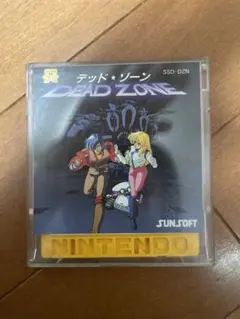 デッド★ゾーン
SSD-DZN
DEAD ZONE
SUNSOFT
NINTENDO